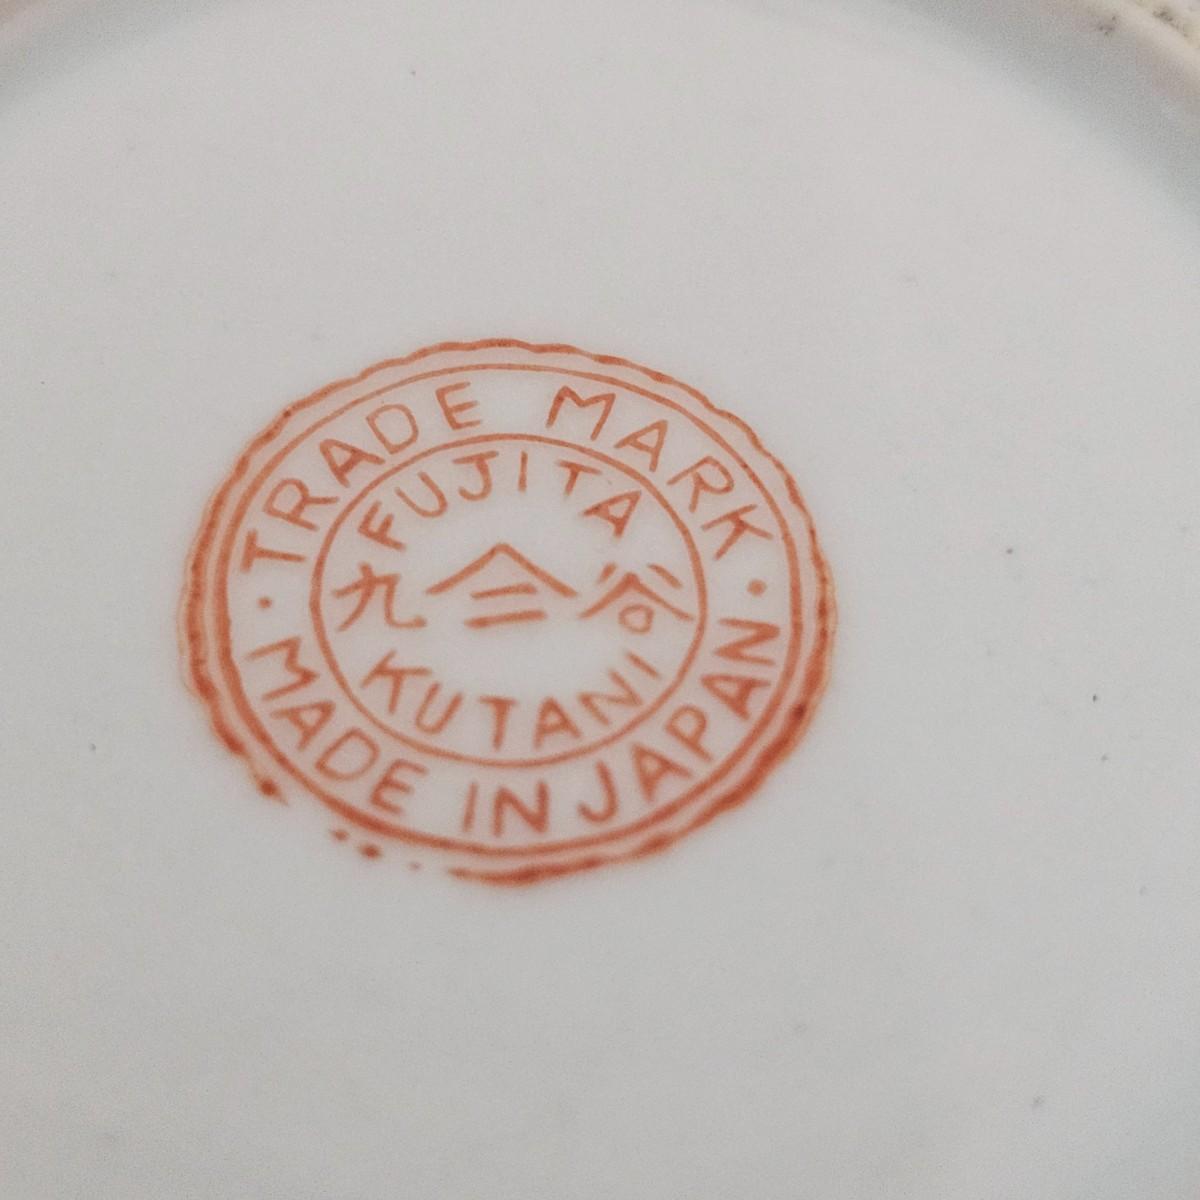 TRADE MARK
FUJITA
九 谷
KUTANI
MADE IN JAPAN